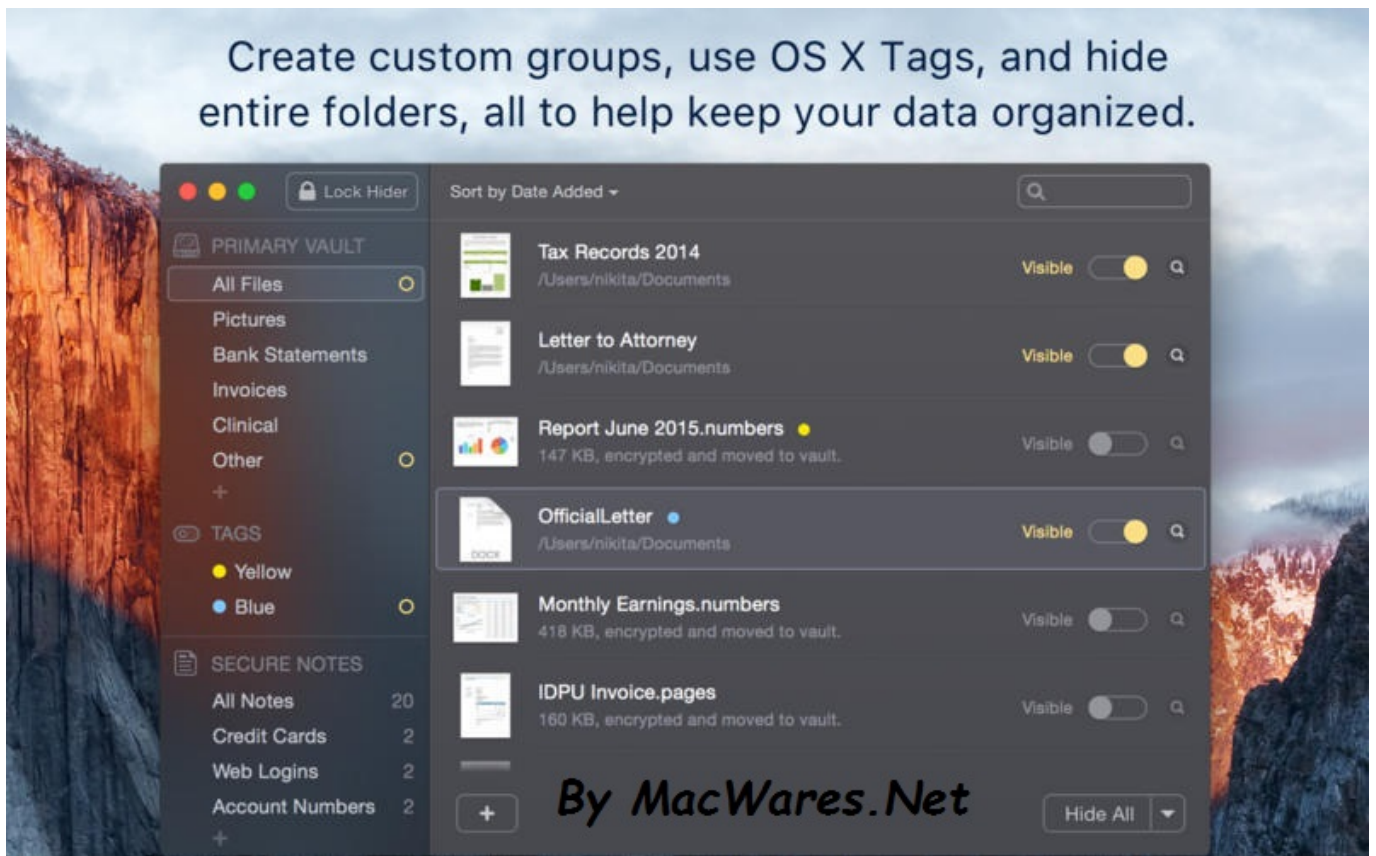 Create custom groups, use OS X Tags, and hide
entire folders, all to help keep your data organized.
Lock Hider
Sort by Date Added
PRIMARY VAULT
All Files
Pictures
Bank Statements
Invoices
Clinical
Other
+
TAGS
Yellow
Blue
SECURE NOTES
All Notes 20
Credit Cards 2
Web Logins 2
Account Numbers 2
+
Tax Records 2014
/Users/nikita/Documents
Visible
Letter to Attorney
/Users/nikita/Documents
Visible
Report June 2015.numbers
147 KB, encrypted and moved to vault.
Visible
OfficialLetter
/Users/nikita/Documents
Visible
DOCX
Monthly Earnings.numbers
418 KB, encrypted and moved to vault.
Visible
IDPU Invoice.pages
160 KB, encrypted and moved to vault.
Visible
+
By MacWares.Net
Hide All